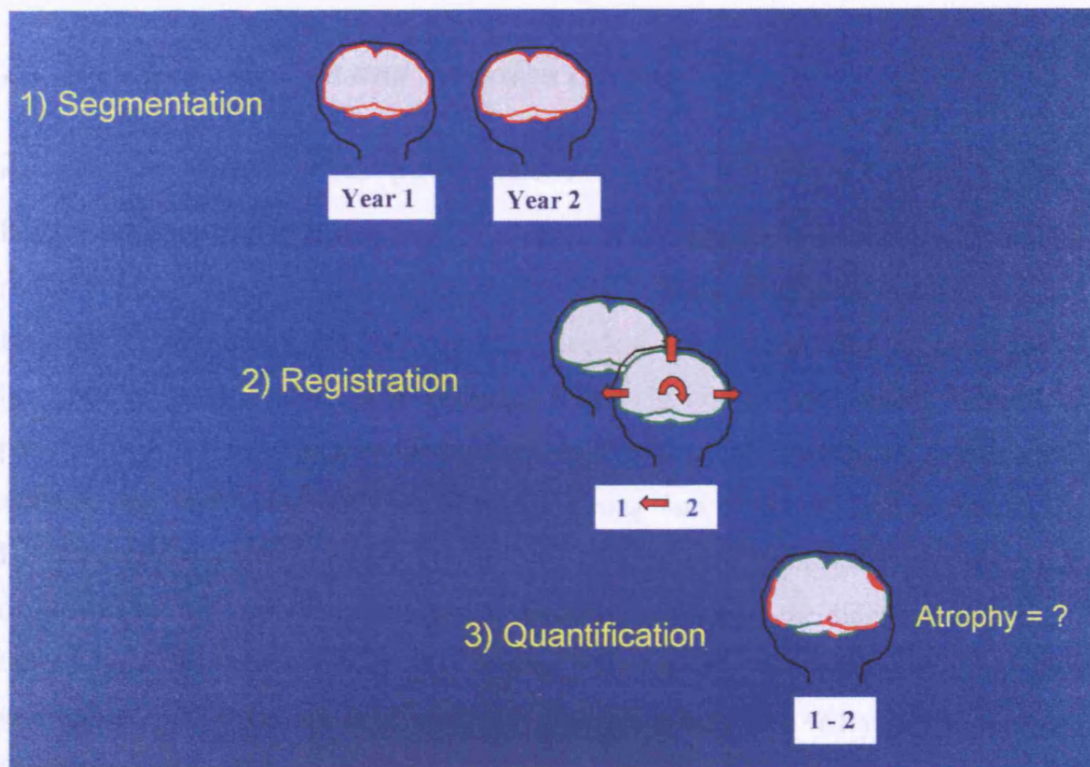 1) Segmentation
Year 1
Year 2
2) Registration
1 2
3) Quantification
Atrophy = ?
1 - 2